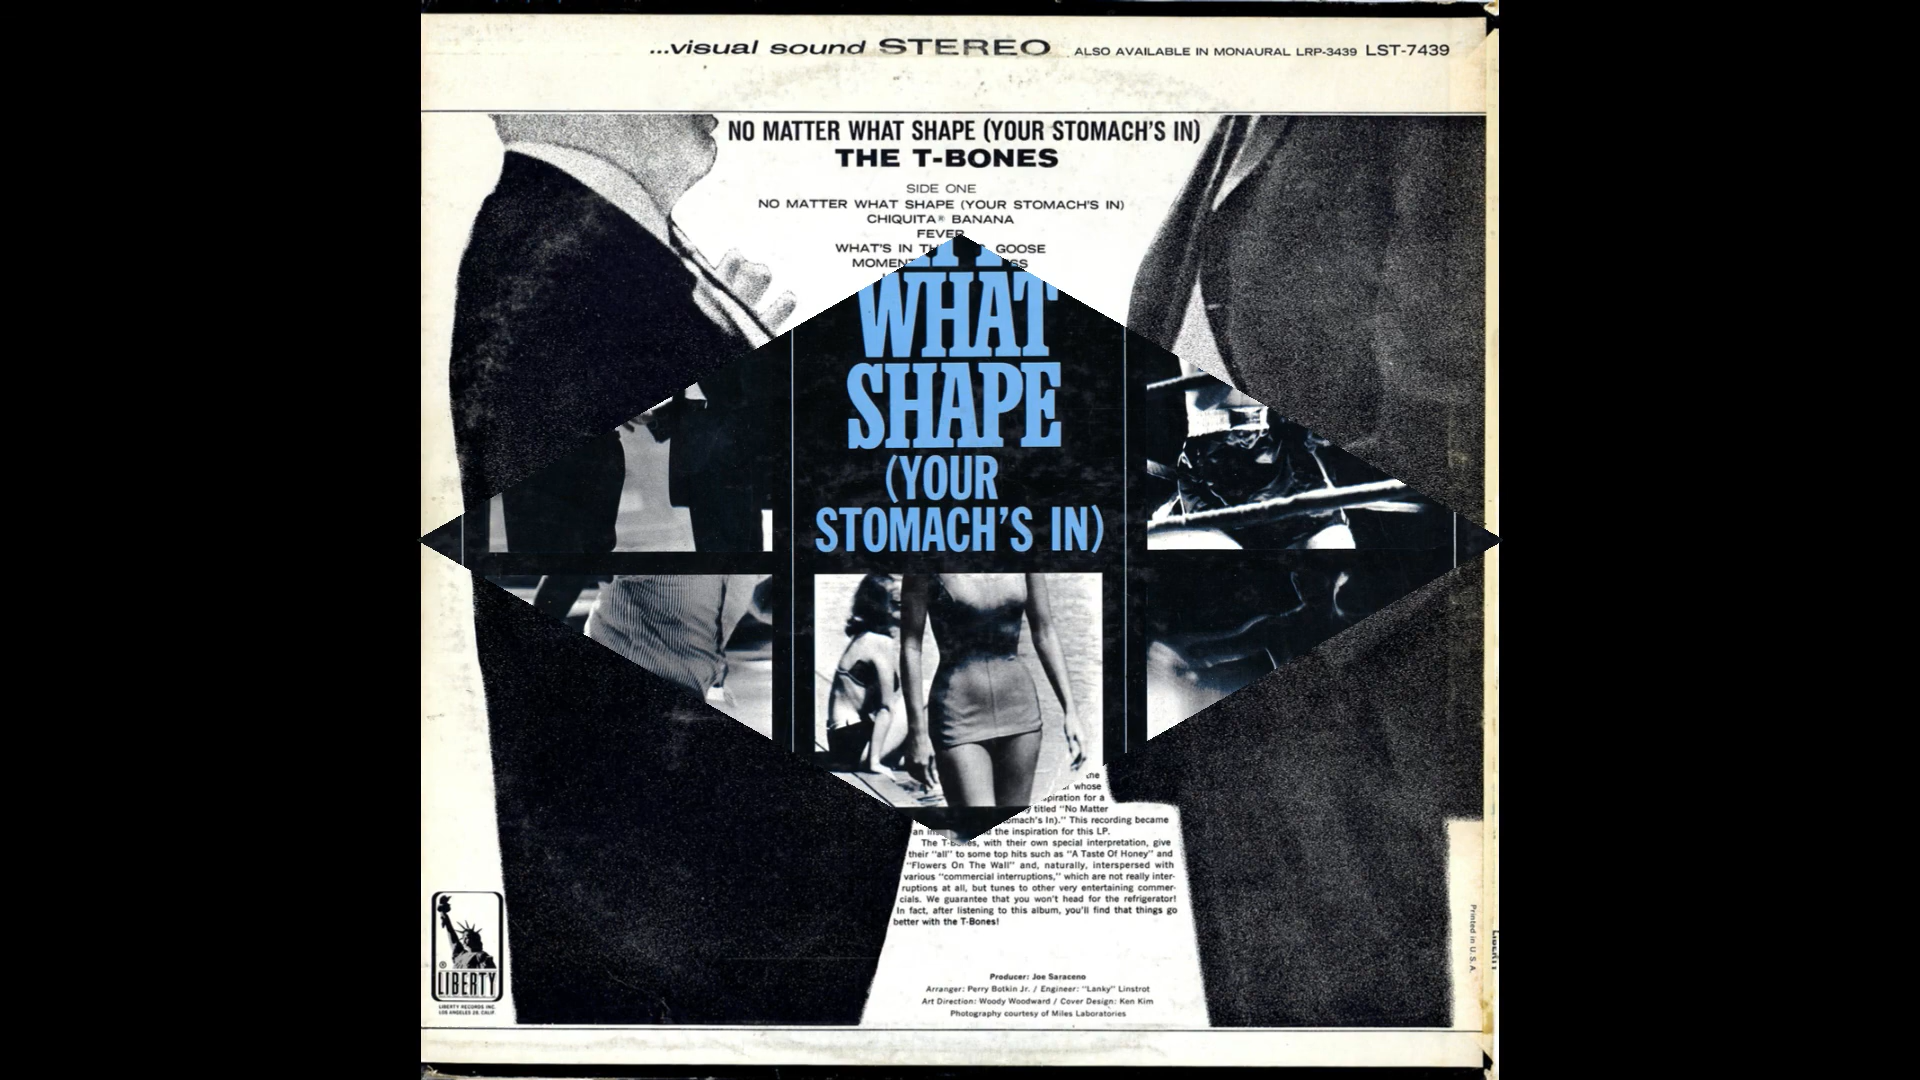 ...visual sound STEREO ALSO AVAILABLE IN MONAURAL LRP-3439 LST-7439
NO MATTER WHAT SHAPE (YOUR STOMACH'S IN)
THE T-BONES
SIDE ONE
NO MATTER WHAT SHAPE (YOUR STOMACH'S IN)
CHIQUITA® BANANA
FEVER
WHAT'S IN GOOSE
WHAT
SHAPE
(YOUR
STOMACH'S IN)
the
whose
for a
titled "No Matter
In)." This recording became
an the inspiration for this LP.
The T-Bones, with their own special interpretation, give
their "all" to some top hits such as "A Taste Of Honey" and
"Flowers On The Wall" and, naturally, interspersed with
various "commercial interruptions," which are not really inter-
ruptions at all, but tunes to other very entertaining commer-
cials. We guarantee that you won't head for the refrigerator!
In fact, after listening to this album, you'll find that things go
better with the T-Bones!
Producer: Joe Saraceno
Arranger: Perry Botkin Jr. / Engineer: "Lanky" Linstrot
Art Direction: Woody Woodward / Cover Design: Ken Kim
Photography courtesy of Miles Laboratories
® LIBERTY
LIBERTY RECORDS INC.
LOS ANGELES 28, CALIF.
Printed in U.S.A.